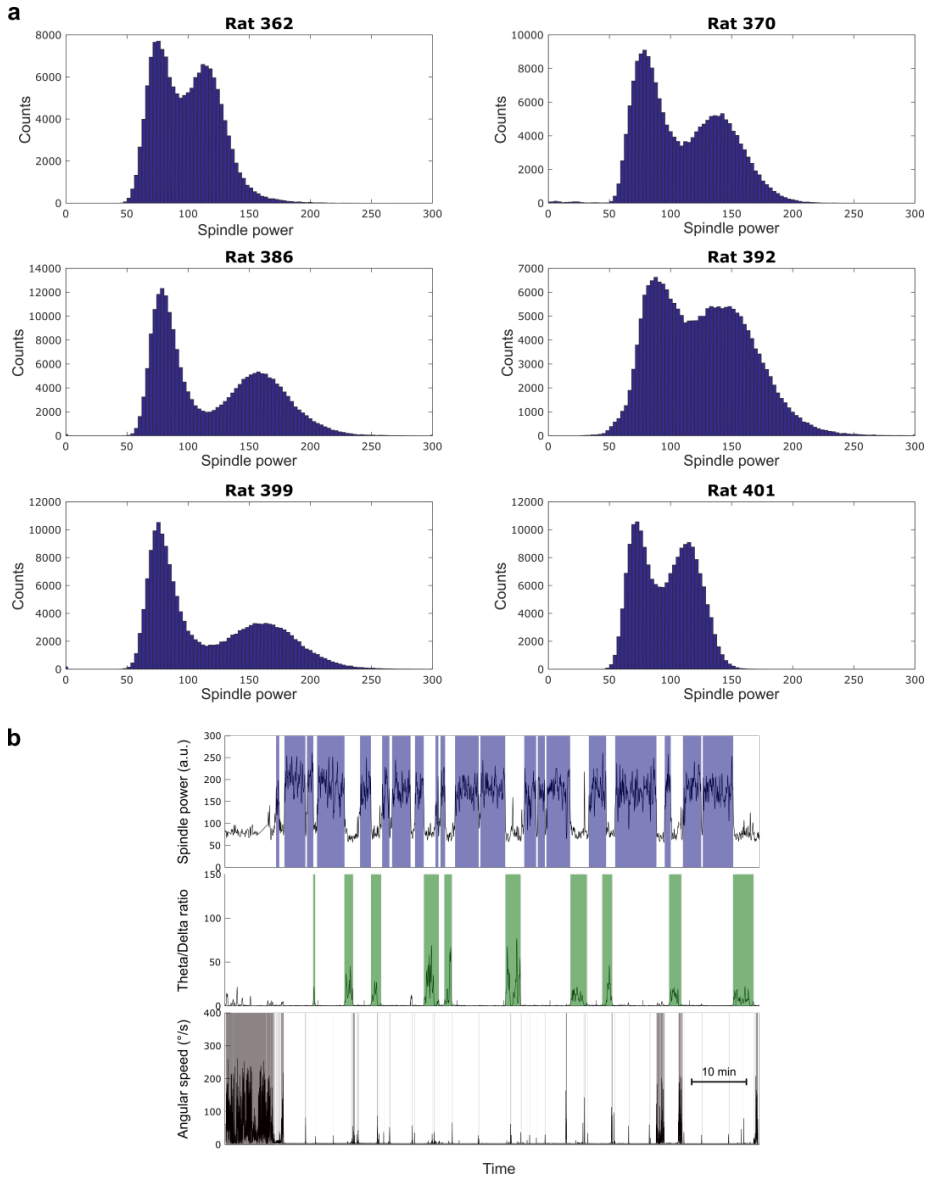 a
Rat 362
8000
6000
4000
2000
0
Counts
0 50 100 150 200 250 300
Spindle power
Rat 370
10000
8000
6000
4000
2000
0
Counts
0 50 100 150 200 250 300
Spindle power
Rat 386
14000
12000
10000
8000
6000
4000
2000
0
Counts
0 50 100 150 200 250 300
Spindle power
Rat 392
7000
6000
5000
4000
3000
2000
1000
0
Counts
0 50 100 150 200 250 300
Spindle power
Rat 399
12000
10000
8000
6000
4000
2000
0
Counts
0 50 100 150 200 250 300
Spindle power
Rat 401
12000
10000
8000
6000
4000
2000
0
Counts
0 50 100 150 200 250 300
Spindle power
b
300
250
200
150
100
50
0
Spindle power (a.u.)
150
100
50
0
Theta/Delta ratio
400
300
200
100
0
Angular speed (°/s)
10 min
Time